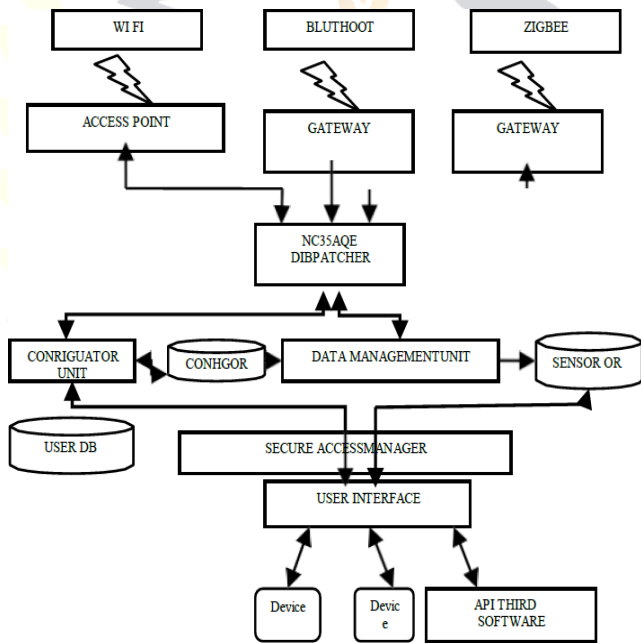 WI FI
BLUTHOOT
ZIGBEE
ACCESS POINT
GATEWAY
GATEWAY
NC35AQE
DIBPATCHER
CONRIGUATOR
UNIT
CONHGOR
DATA MANAGEMENTUNIT
SENSOR OR
USER DB
SECURE ACCESSMANAGER
USER INTERFACE
Device
Devic
e
API THIRD
SOFTWARE